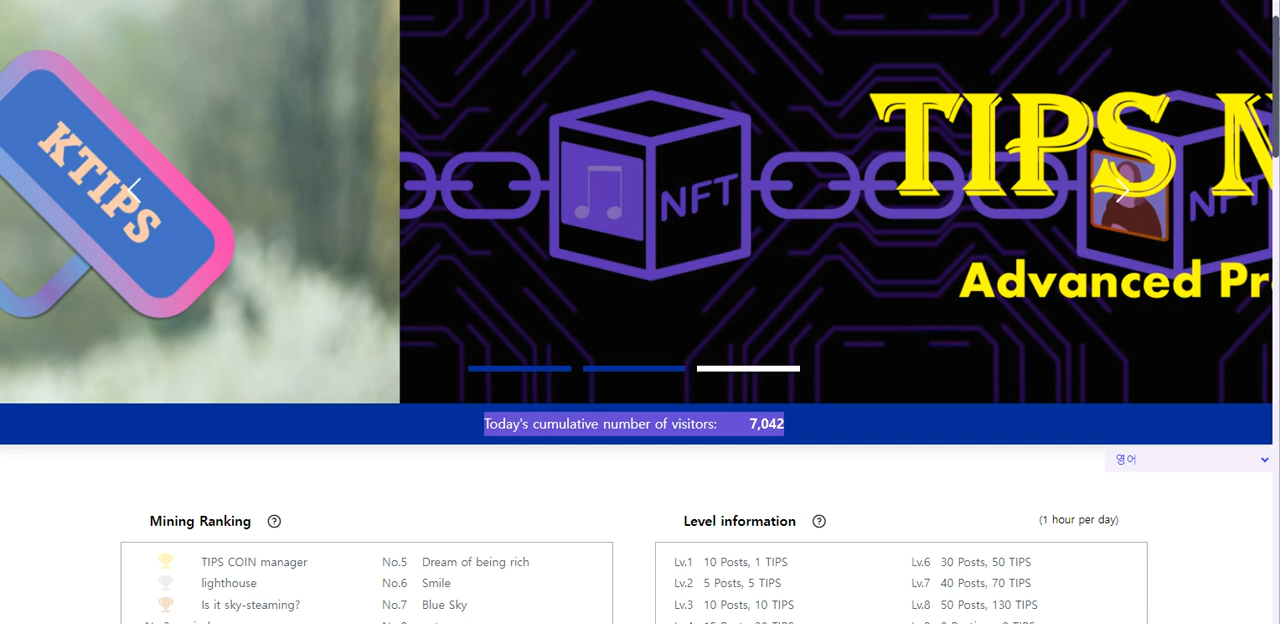 KTIPS
NFT
TIPS N
NFT
Advanced Pr
Today's cumulative number of visitors: 7,042
영어
Mining Ranking ?
Level information ? (1 hour per day)
TIPS COIN manager No.5 Dream of being rich
lighthouse No.6 Smile
Is it sky-steaming? No.7 Blue Sky
Lv.1 10 Posts, 1 TIPS Lv.6 30 Posts, 50 TIPS
Lv.2 5 Posts, 5 TIPS Lv.7 40 Posts, 70 TIPS
Lv.3 10 Posts, 10 TIPS Lv.8 50 Posts, 130 TIPS